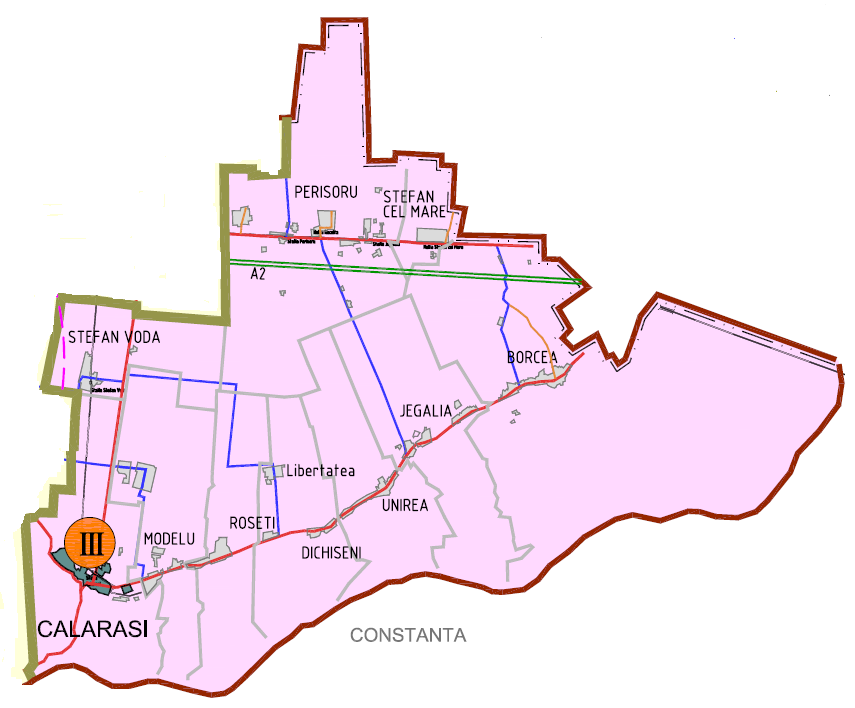 PERISORU
STEFAN
CEL MARE
A2
STEFAN VODA
BORCEA
JEGALIA
Libertatea
UNIREA
ROSETI
MODELU
DICHISENI
III
CALARASI
CONSTANTA